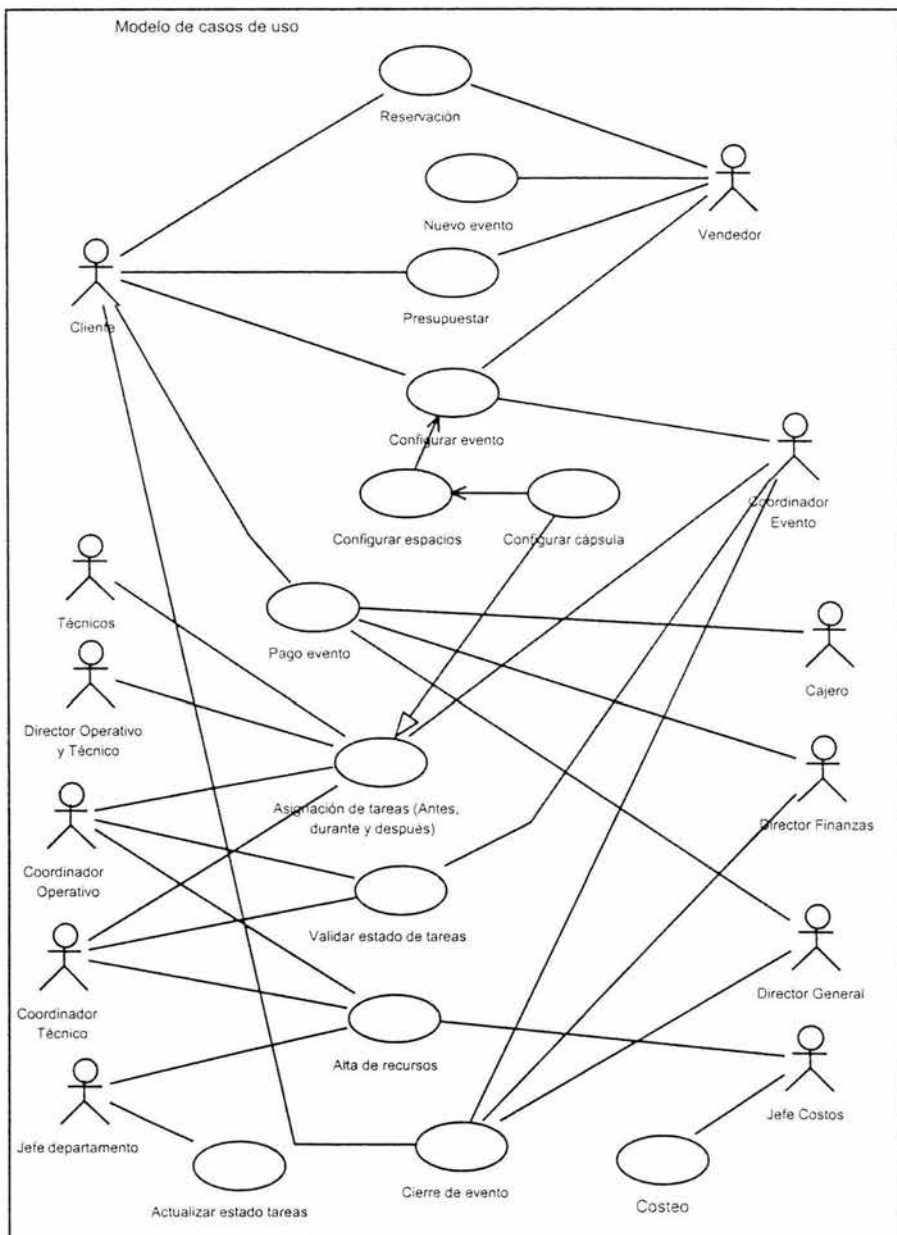 Modelo de casos de uso
Reservación
Nuevo evento
Vendedor
Presupuestar
Cliente
Configurar evento
Coordinador
Evento
Configurar espacios
Configurar cápsula
Técnicos
Pago evento
Cajero
Director Operativo
y Técnico
Asignación de tareas (Antes,
durante y después)
Director Finanzas
Coordinador
Operativo
Validar estado de tareas
Director General
Coordinador
Técnico
Alta de recursos
Jefe Costos
Jefe departamento
Cierre de evento
Costeo
Actualizar estado tareas